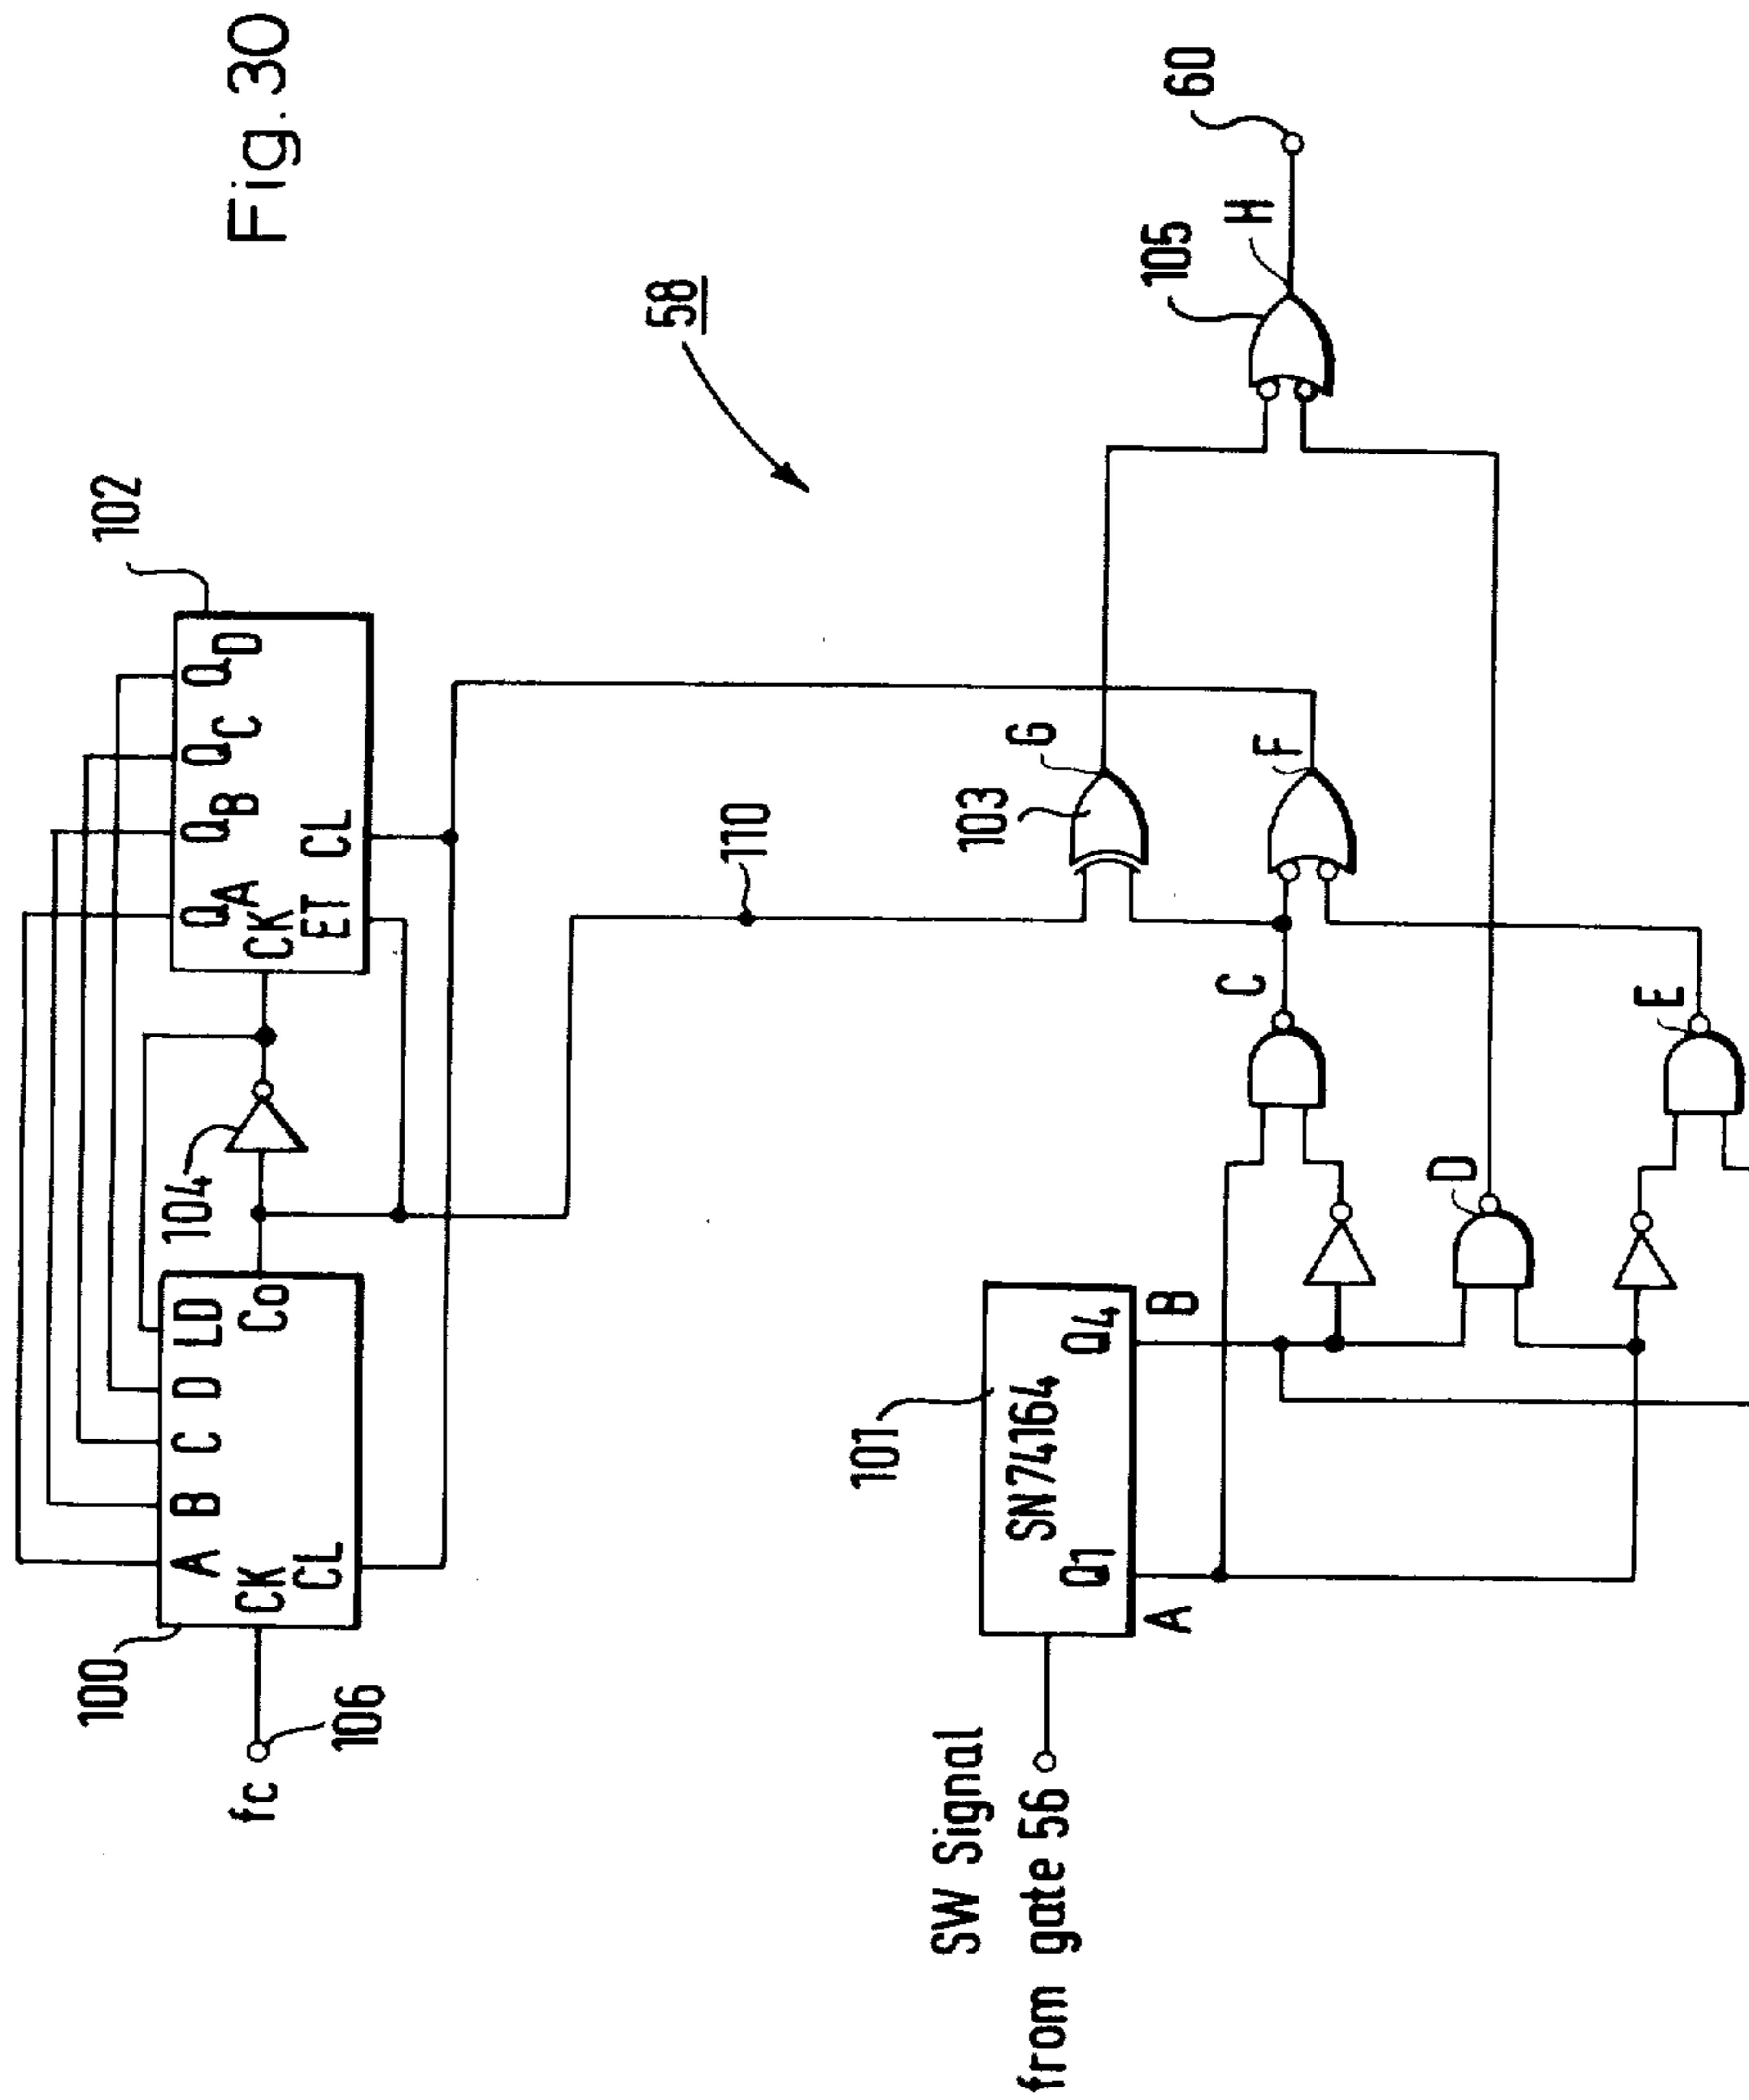 Fig.30
102
QA QB QC QD
CK
ET CL
104
A B C D LD
CK Co
CL
100
fc
106
58
110
103
G
105
H
60
F
C
E
D
101
SN74164
Q1 Q4
A B
SW Signal
from gate 56